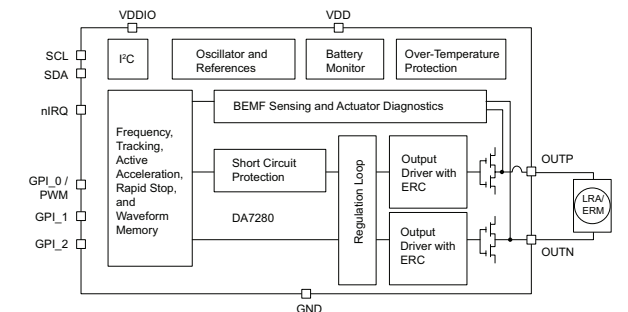 VDDIO
VDD
SCL
SDA
nIRQ
GPI_0 /
PWM
GPI_1
GPI_2
I²C
Oscillator and
References
Battery
Monitor
Over-Temperature
Protection
BEMF Sensing and Actuator Diagnostics
Frequency,
Tracking,
Active
Acceleration,
Rapid Stop,
and
Waveform
Memory
Short Circuit
Protection
DA7280
Regulation Loop
Output
Driver with
ERC
Output
Driver with
ERC
OUTP
LRA/
ERM
OUTN
GND